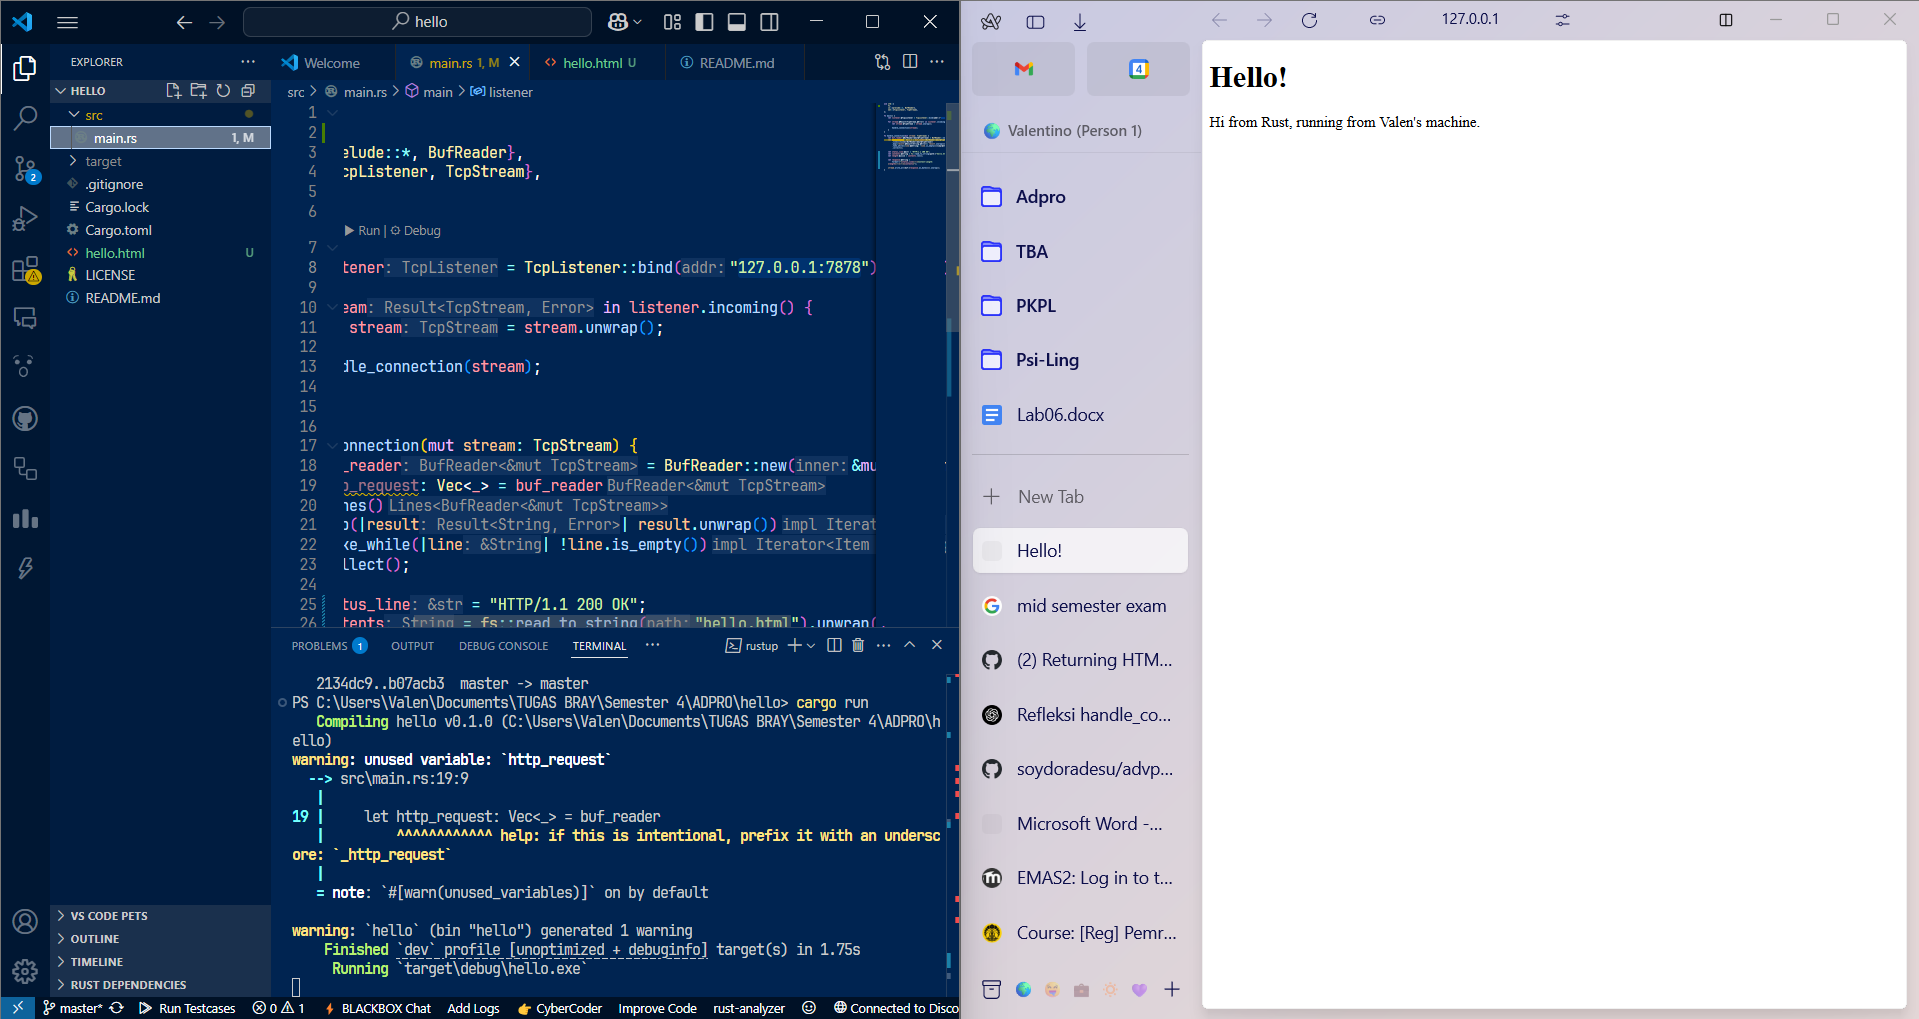 hello
EXPLORER
HELLO
src
main.rs
1, M
target
.gitignore
Cargo.lock
Cargo.toml
hello.html
U
LICENSE
README.md
2
VS CODE PETS
OUTLINE
TIMELINE
RUST DEPENDENCIES
Welcome
main.rs 1, M
hello.html U
README.md
src > main.rs > main > listener
1
2
3 elude::*, BufReader},
4 cpListener, TcpStream},
5
6
Run | Debug
7
8 tener: TcpListener = TcpListener::bind(addr: "127.0.0.1:7878")
9
10 eam: Result<TcpStream, Error> in listener.incoming() {
11 stream: TcpStream = stream.unwrap();
12
13 dle_connection(stream);
14
15
16
17 onnection(mut stream: TcpStream) {
18 _reader: BufReader<&mut TcpStream> = BufReader::new(inner: &mu
19 p_request: Vec<_> = buf_reader BufReader<&mut TcpStream>
20 nes() Lines<BufReader<&mut TcpStream>>
21 p(|result: Result<String, Error>| result.unwrap()) impl Iterat
22 ke_while(|line: &String| !line.is_empty()) impl Iterator<Item
23 llect();
24
25 tus_line: &str = "HTTP/1.1 200 OK";
26 tents: String = fs::read_to_string(path: "hello.html").unwrap(
PROBLEMS 1
OUTPUT
DEBUG CONSOLE
TERMINAL
rustup
2134dc9..b07acb3  master -> master
PS C:\Users\Valen\Documents\TUGAS BRAY\Semester 4\ADPRO\hello> cargo run
Compiling hello v0.1.0 (C:\Users\Valen\Documents\TUGAS BRAY\Semester 4\ADPRO\h
ello)
warning: unused variable: `http_request`
--> src\main.rs:19:9
|
19 | let http_request: Vec<_> = buf_reader
| ^^^^^^^^^^^^ help: if this is intentional, prefix it with an undersc
ore: `_http_request`
|
= note: `#[warn(unused_variables)]` on by default
warning: `hello` (bin "hello") generated 1 warning
Finished `dev` profile [unoptimized + debuginfo] target(s) in 1.75s
Running `target\debug\hello.exe`
master*
Run Testcases
0 1
BLACKBOX Chat
Add Logs
CyberCoder
Improve Code
rust-analyzer
Connected to Disco
127.0.0.1
4
Valentino (Person 1)
Adpro
TBA
PKPL
Psi-Ling
Lab06.docx
New Tab
Hello!
mid semester exam
(2) Returning HTM...
Refleksi handle_co...
soydoradesu/advp...
Microsoft Word -...
EMAS2: Log in to t...
Course: [Reg] Pemr...
Hello!
Hi from Rust, running from Valen's machine.